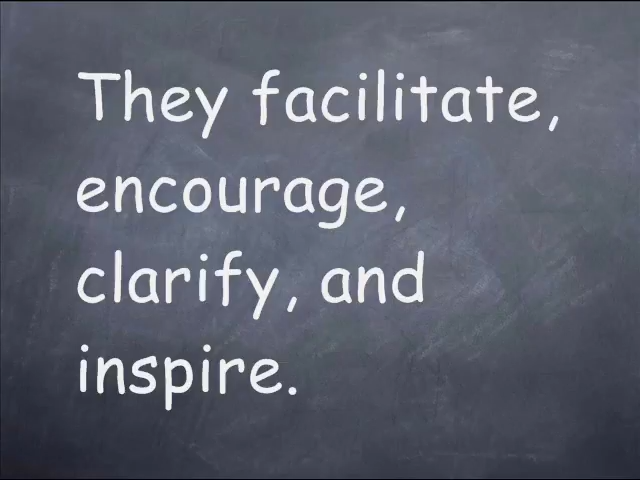 They facilitate,
encourage,
clarify, and
inspire.